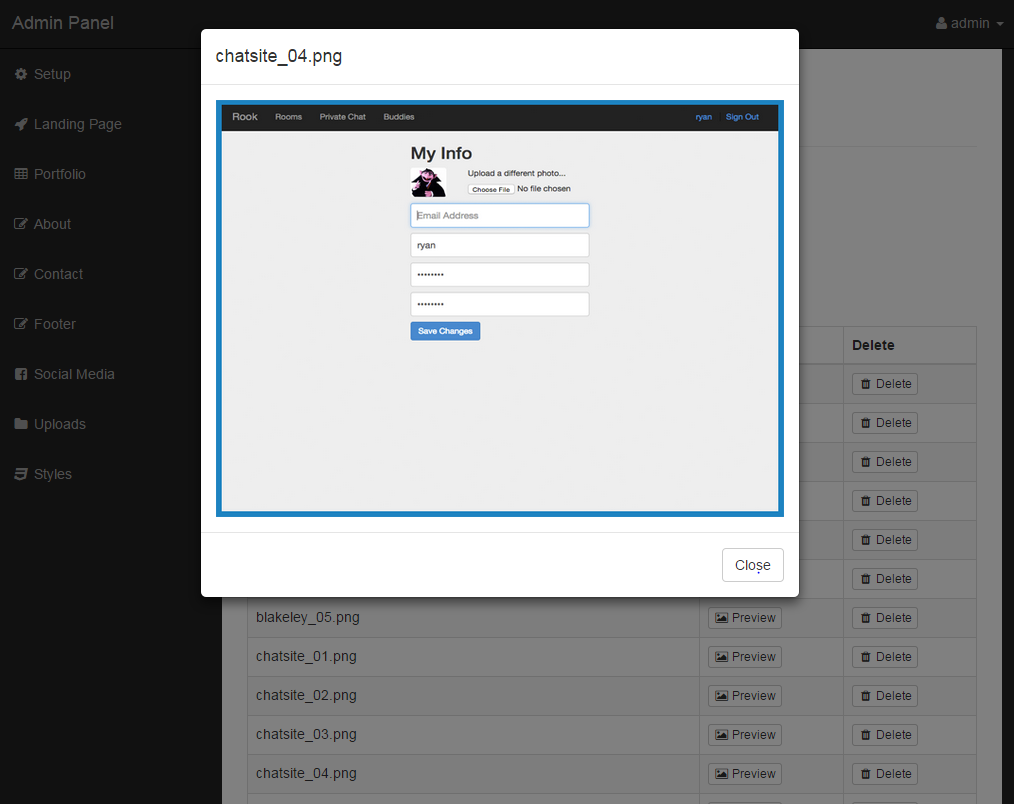 Admin Panel
admin
Setup
Landing Page
Portfolio
About
Contact
Footer
Social Media
Uploads
Styles
chatsite_04.png
Rook Rooms Private Chat Buddies ryan Sign Out
My Info
Upload a different photo...
Choose File No file chosen
Email Address
ryan
••••••••
••••••••
Save Changes
Close
Delete
Delete
Delete
Delete
Delete
Delete
Delete
blakeley_05.png Preview Delete
chatsite_01.png Preview Delete
chatsite_02.png Preview Delete
chatsite_03.png Preview Delete
chatsite_04.png Preview Delete